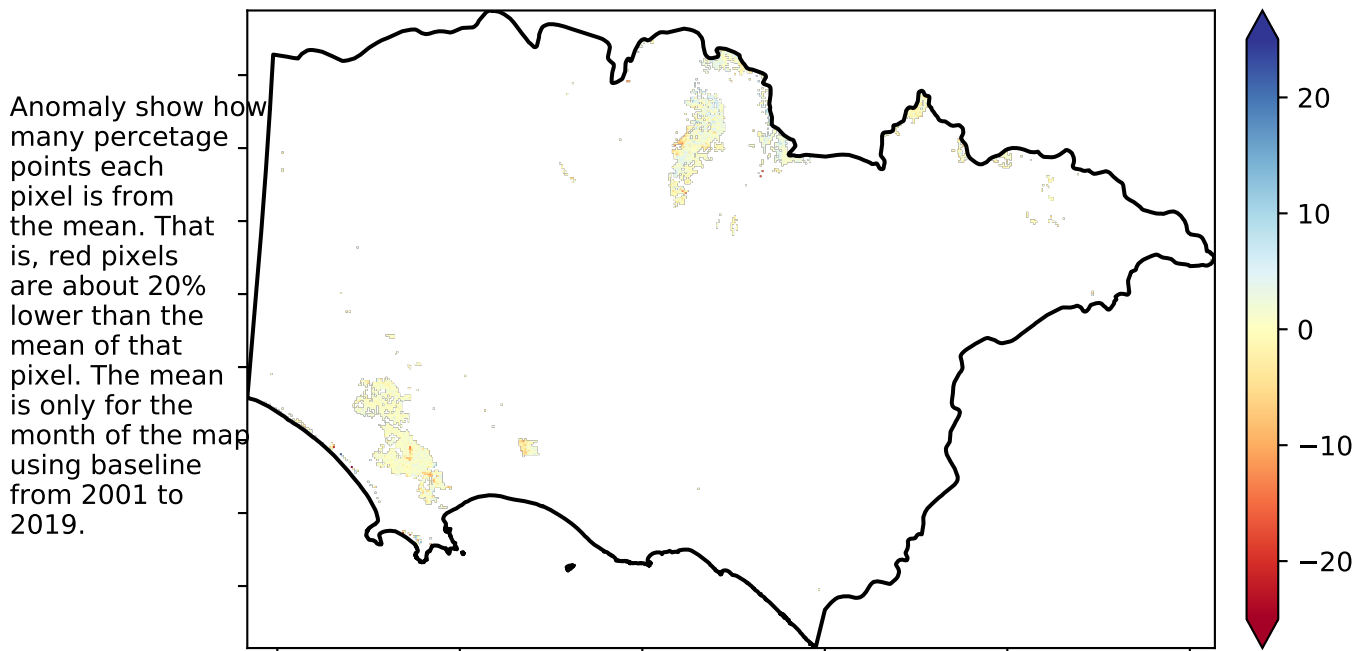 Anomaly show how
many percetage
points each
pixel is from
the mean. That
is, red pixels
are about 20%
lower than the
mean of that
pixel. The mean
is only for the
month of the map
using baseline
from 2001 to
2019.
20
10
0
−10
−20